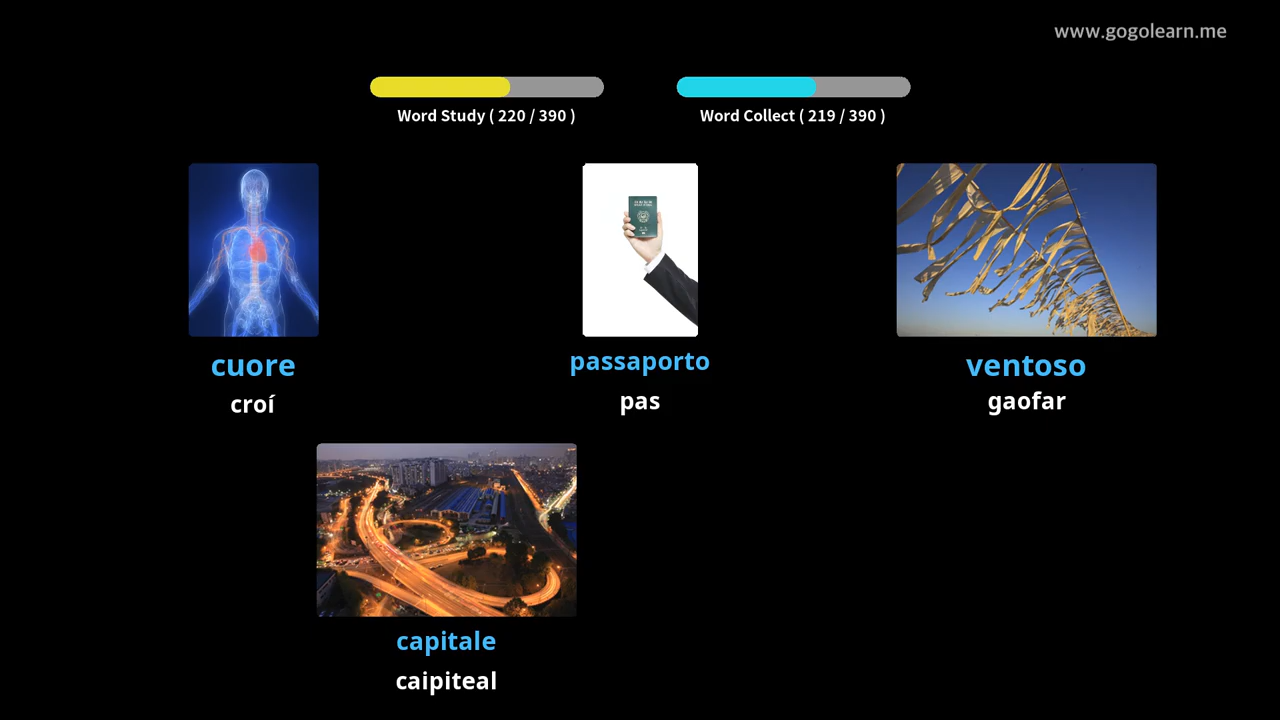 www.gogolearn.me
Word Study ( 220 / 390 )
Word Collect ( 219 / 390 )
cuore
croí
passaporto
pas
ventoso
gaofar
capitale
caipiteal